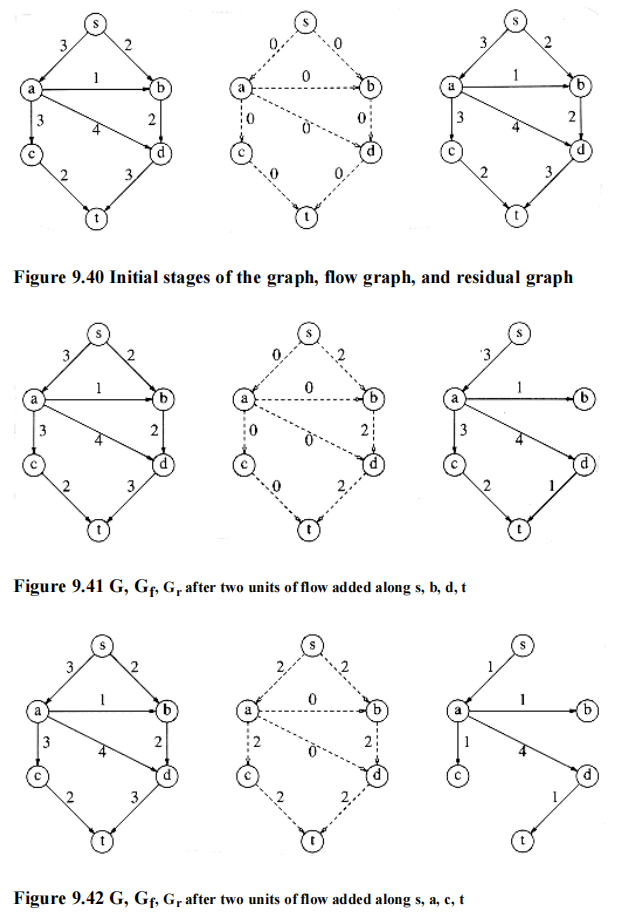 s s s
3 2 0 0 3 2
a 1 b a 0 b a 1 b
3 4 2 0 0 0 3 4 2
c d c d c d
2 3 0 0 2 3
t t t
Figure 9.40 Initial stages of the graph, flow graph, and residual graph
s s s
3 2 0 2 3
a 1 b a 0 b a 1 b
3 4 2 0 0 2 3 4
c d c d c d
2 3 0 2 2 1
t t t
Figure 9.41 G, Gf, Gr after two units of flow added along s, b, d, t
s s s
3 2 2 2 1
a 1 b a 0 b a 1 b
3 4 2 2 0 2 1 4
c d c d c d
2 3 2 2 1
t t t
Figure 9.42 G, Gf, Gr after two units of flow added along s, a, c, t